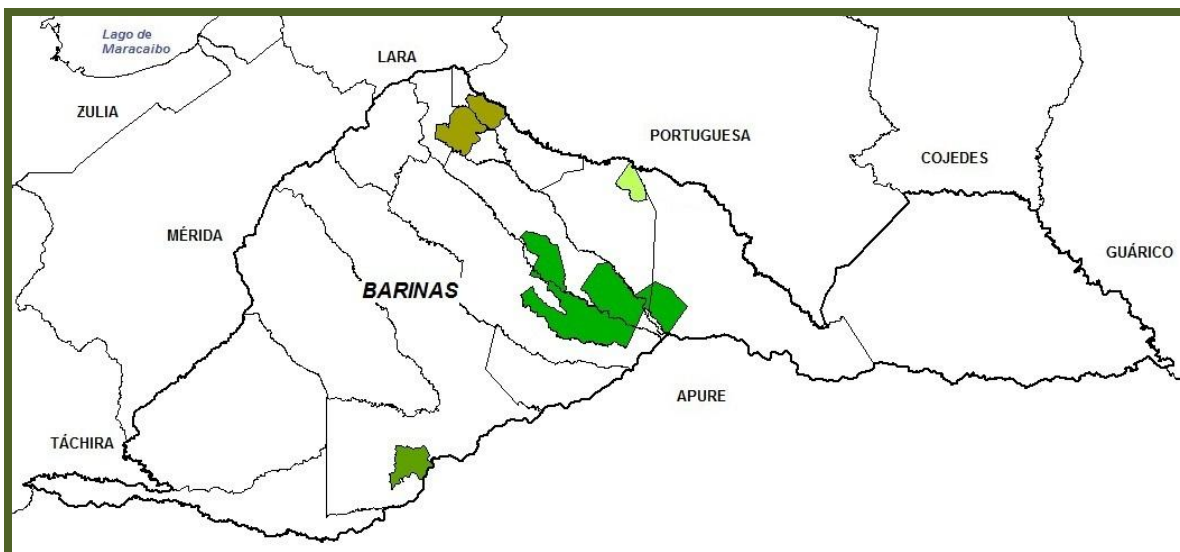 Lago de
Maracaibo
LARA
ZULIA
PORTUGUESA
COJEDES
MÉRIDA
GUÁRICO
BARINAS
APURE
TÁCHIRA